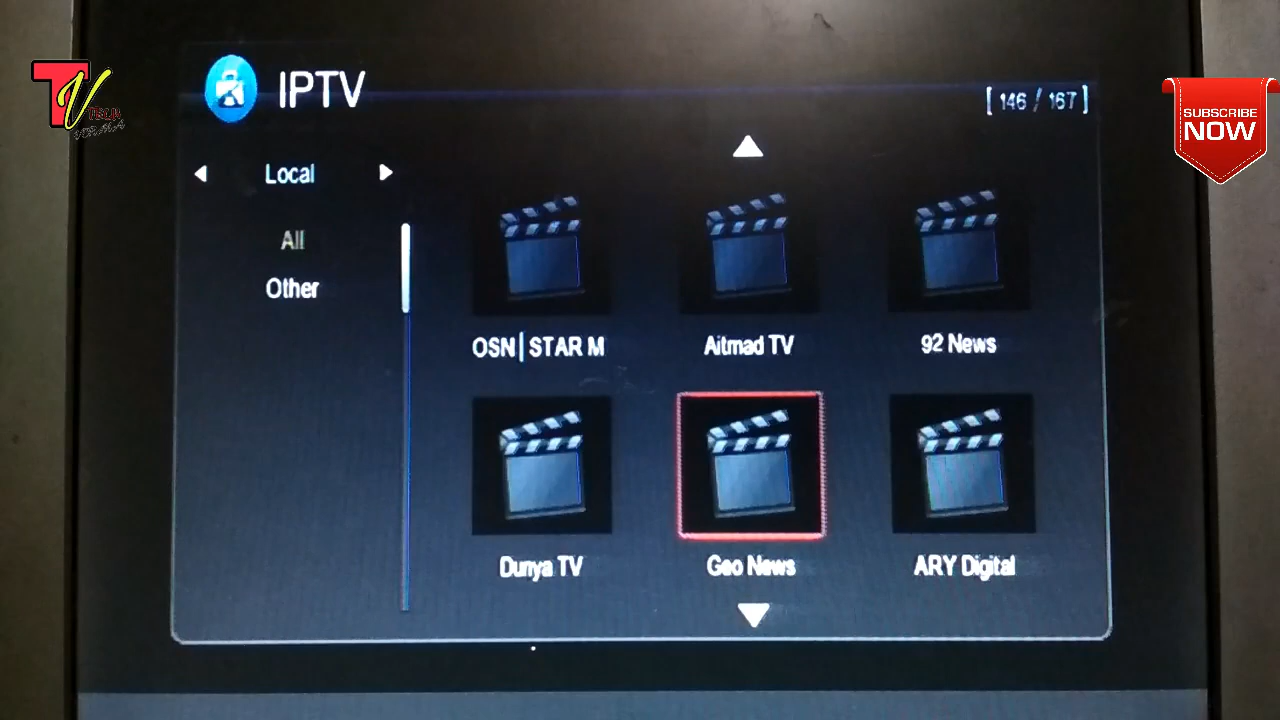 IPTV
[ 146 / 167 ]
TV
SUBSCRIBE
NOW
Local
All
Other
OSN| STAR M
Aitmad TV
92 News
Dunya TV
Geo News
ARY Digital